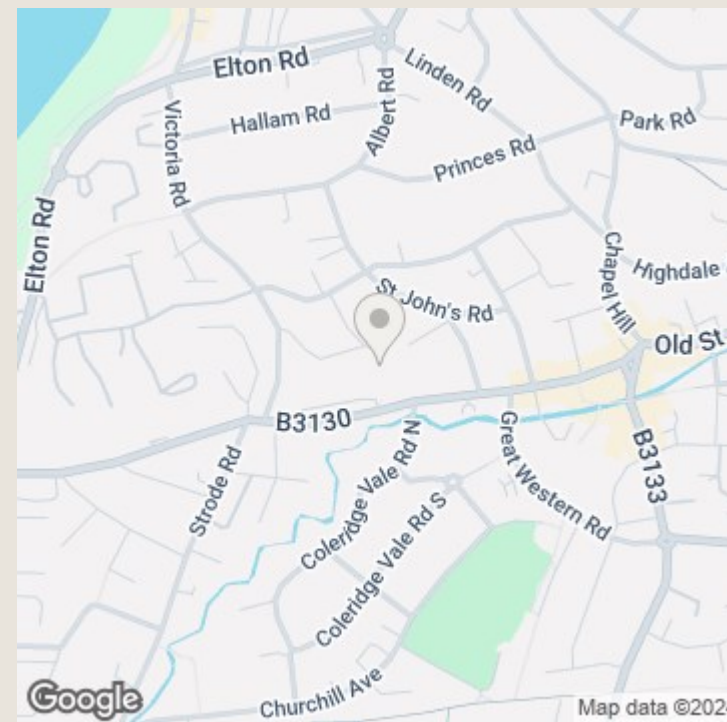 Elton Rd
Linden Rd
Albert Rd
Hallam Rd
Victoria Rd
Park Rd
Princes Rd
Elton Rd
Chapel Hill
Highdale
St John's Rd
Old St
B3130
Great Western Rd
B3133
Strode Rd
Coleridge Vale Rd N
Coleridge Vale Rd S
Churchill Ave
Google
Map data ©202